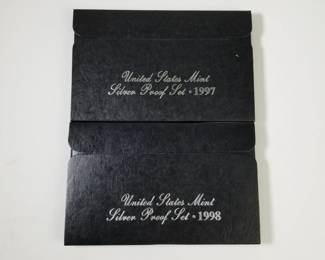 United States Mint
Silver Proof Set • 1997
United States Mint
Silver Proof Set • 1998